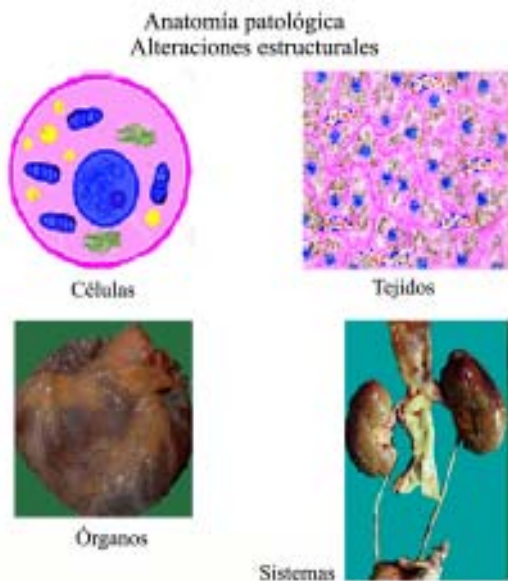 Anatomía patológica
Alteraciones estructurales
Células
Tejidos
Órganos
Sistemas